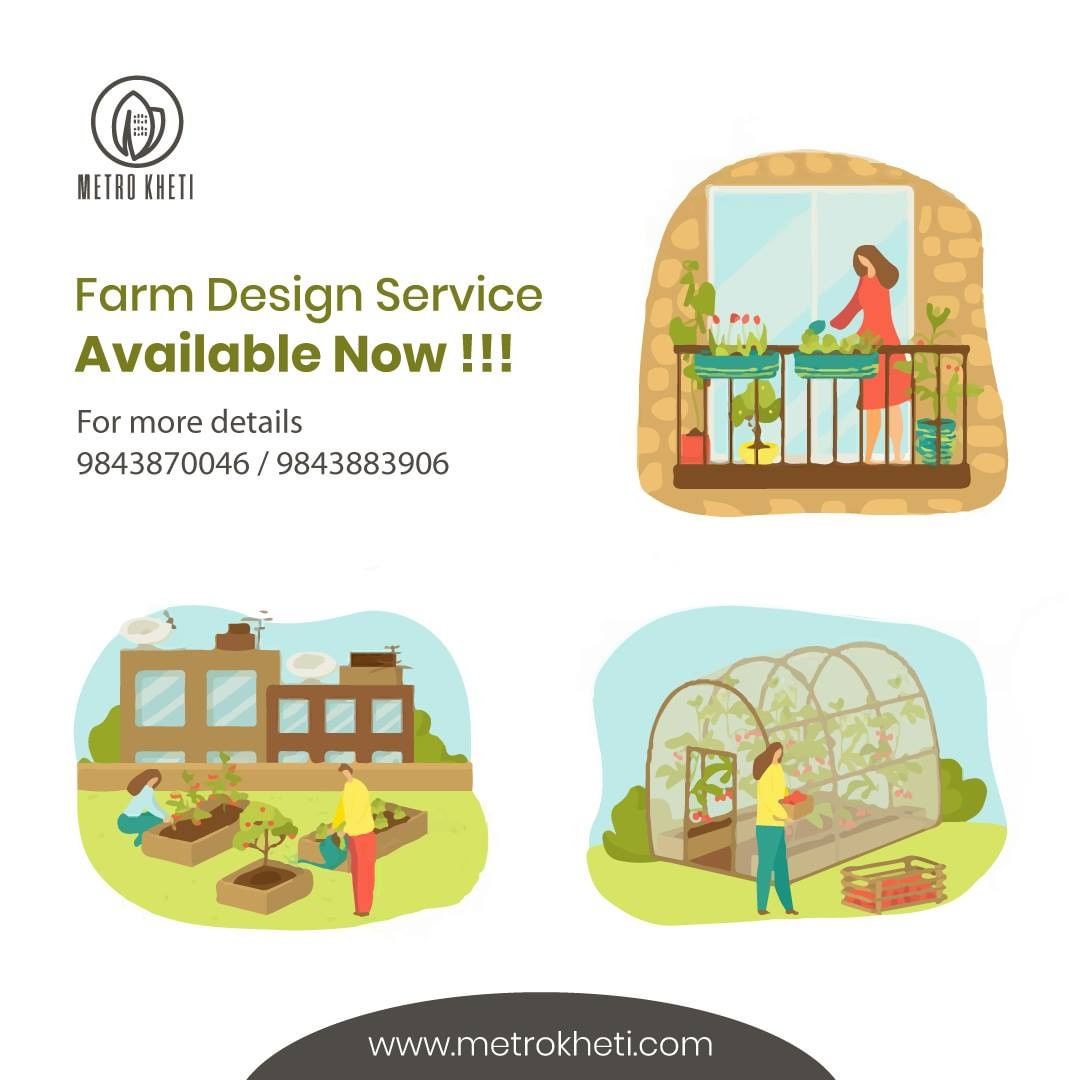 METRO KHETI
Farm Design Service
Available Now !!!
For more details
9843870046 / 9843883906
www.metrokheti.com